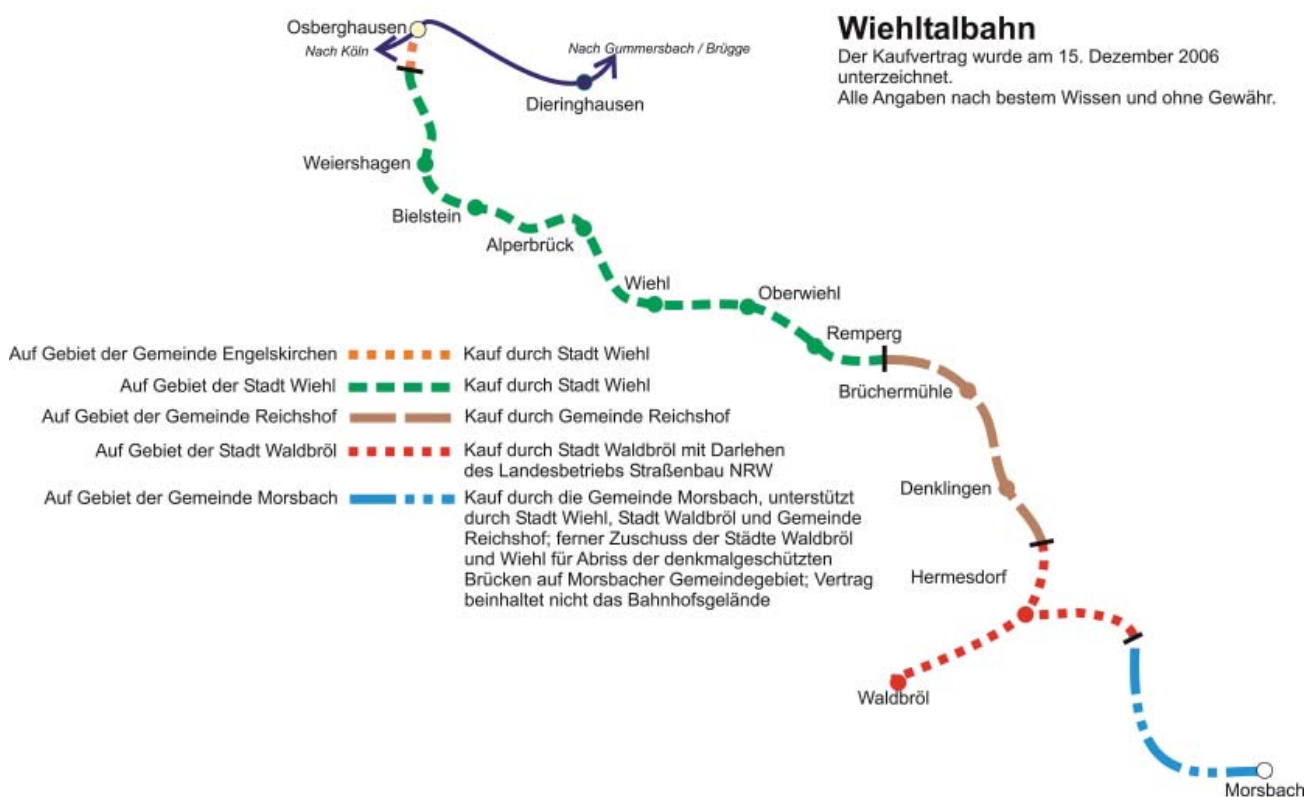 Wiehltalbahn
Der Kaufvertrag wurde am 15. Dezember 2006
unterzeichnet.
Alle Angaben nach bestem Wissen und ohne Gewähr.
Osberghausen
Nach Köln
Nach Gummersbach / Brügge
Dieringhausen
Weiershagen
Bielstein
Alperbrück
Wiehl
Oberwiehl
Remperg
Brüchermühle
Denklingen
Hermesdorf
Waldbröl
Morsbach
Auf Gebiet der Gemeinde Engelskirchen Kauf durch Stadt Wiehl
Auf Gebiet der Stadt Wiehl Kauf durch Stadt Wiehl
Auf Gebiet der Gemeinde Reichshof Kauf durch Gemeinde Reichshof
Auf Gebiet der Stadt Waldbröl Kauf durch Stadt Waldbröl mit Darlehen
des Landesbetriebs Straßenbau NRW
Auf Gebiet der Gemeinde Morsbach Kauf durch die Gemeinde Morsbach, unterstützt
durch Stadt Wiehl, Stadt Waldbröl und Gemeinde
Reichshof; ferner Zuschuss der Städte Waldbröl
und Wiehl für Abriss der denkmalgeschützten
Brücken auf Morsbacher Gemeindegebiet; Vertrag
beinhaltet nicht das Bahnhofsgelände